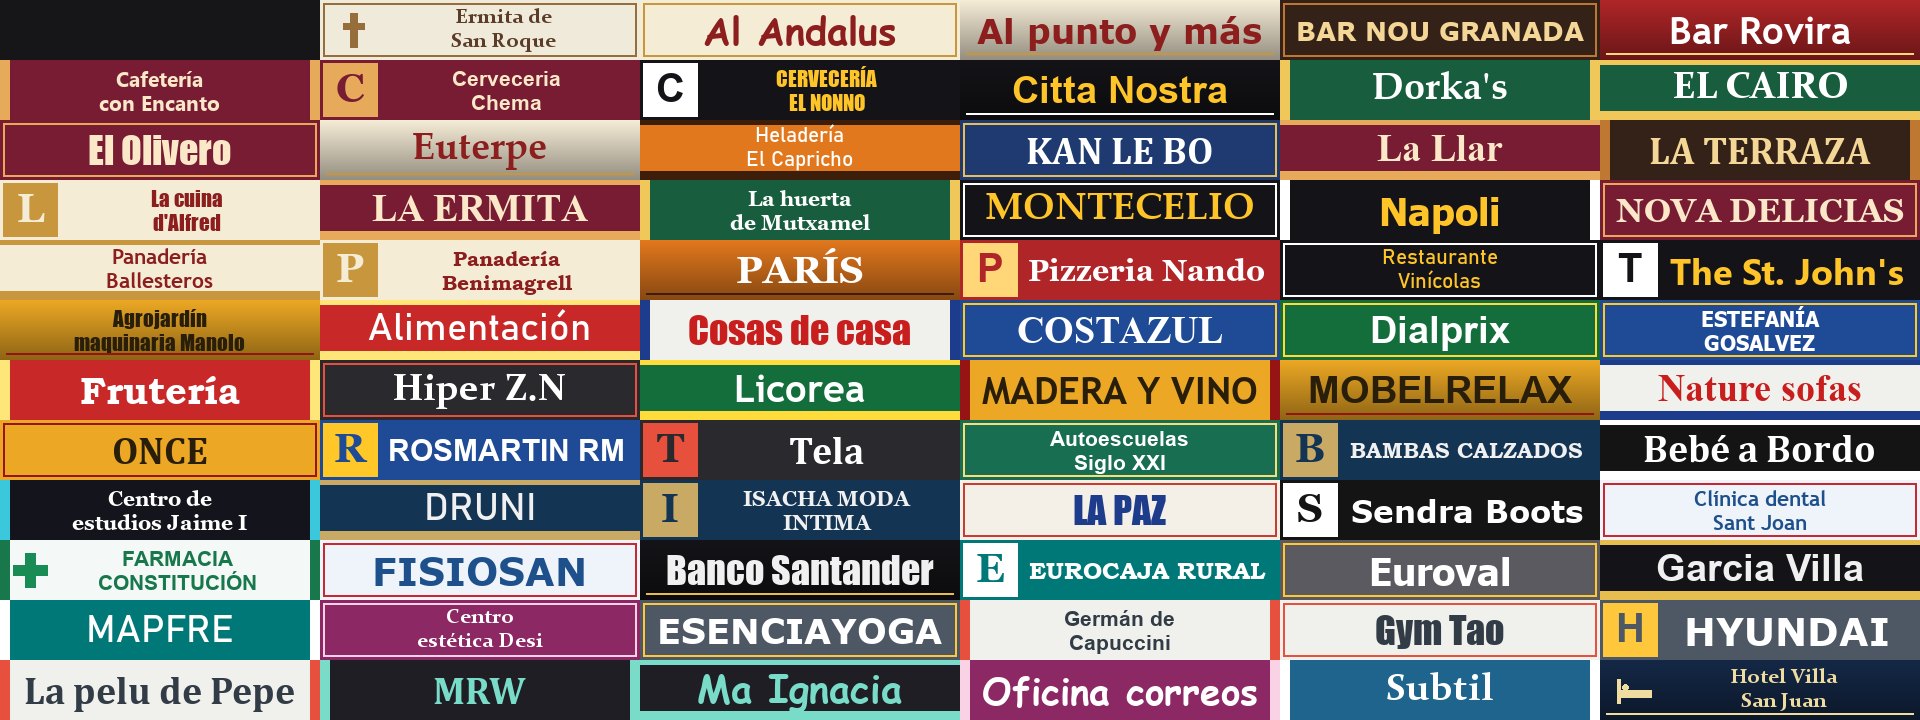 Ermita de
San Roque
Al Andalus
Al punto y más
BAR NOU GRANADA
Bar Rovira
Cafetería
con Encanto
C
Cerveceria
Chema
C
CERVECERÍA
EL NONNO
Citta Nostra
Dorka's
EL CAIRO
El Olivero
Euterpe
Heladería
El Capricho
KAN LE BO
La Llar
LA TERRAZA
L
La cuina
d'Alfred
LA ERMITA
La huerta
de Mutxamel
MONTECELIO
Napoli
NOVA DELICIAS
Panadería
Ballesteros
P
Panadería
Benimagrell
PARÍS
P
Pizzeria Nando
Restaurante
Vinícolas
T
The St. John's
Agrojardín
maquinaria Manolo
Alimentación
Cosas de casa
COSTAZUL
Dialprix
ESTEFANÍA
GOSALVEZ
Frutería
Hiper Z.N
Licorea
MADERA Y VINO
MOBELRELAX
Nature sofas
ONCE
R
ROSMARTIN RM
T
Tela
Autoescuelas
Siglo XXI
B
BAMBAS CALZADOS
Bebé a Bordo
Centro de
estudios Jaime I
DRUNI
I
ISACHA MODA
INTIMA
LA PAZ
S
Sendra Boots
Clínica dental
Sant Joan
FARMACIA
CONSTITUCIÓN
FISIOSAN
Banco Santander
E
EUROCAJA RURAL
Euroval
Garcia Villa
MAPFRE
Centro
estética Desi
ESENCIAYOGA
Germán de
Capuccini
Gym Tao
H
HYUNDAI
La pelu de Pepe
MRW
Ma Ignacia
Oficina correos
Subtil
Hotel Villa
San Juan